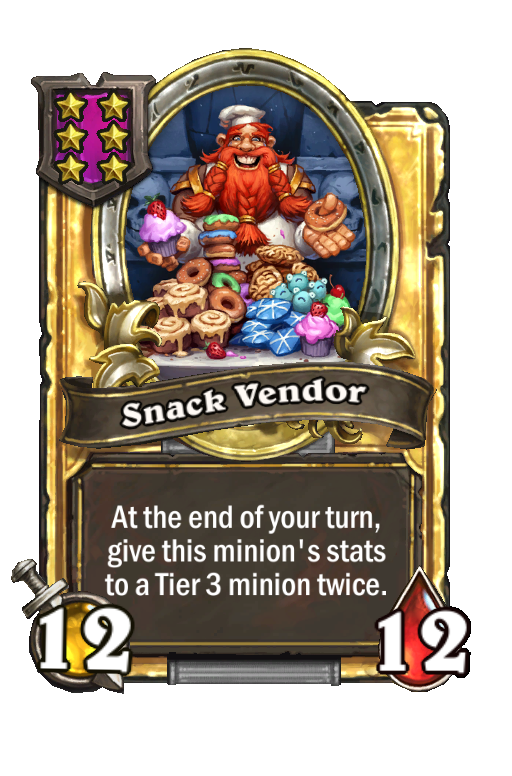 Snack Vendor
At the end of your turn,
give this minion's stats
to a Tier 3 minion twice.
12
12